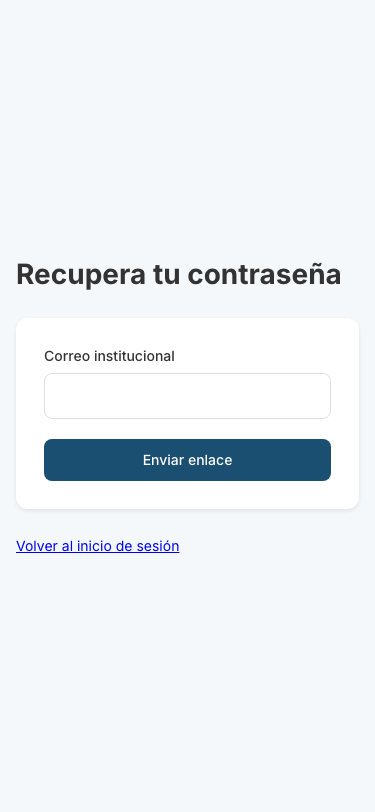 Recupera tu contraseña
Correo institucional
Enviar enlace
Volver al inicio de sesión